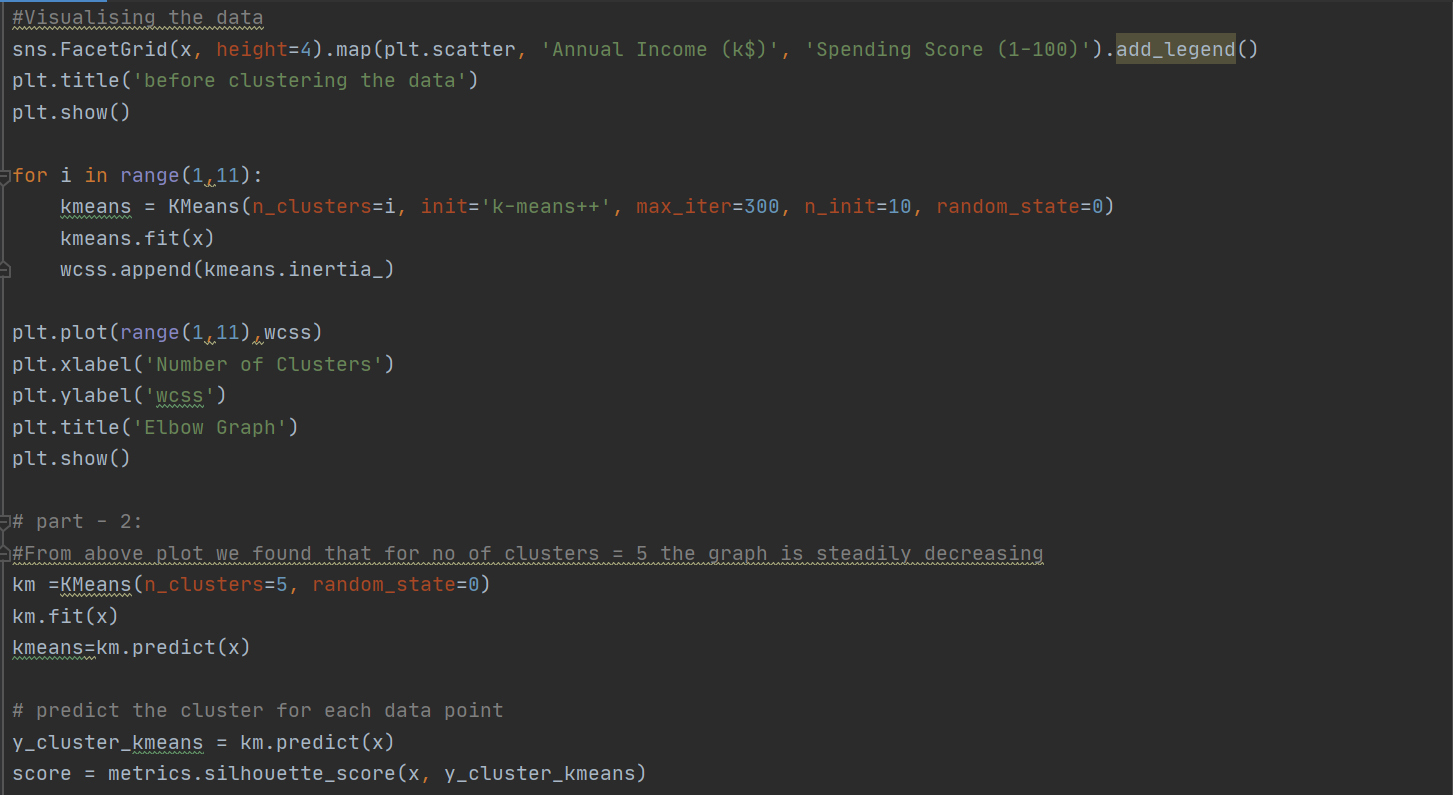 #Visualising the data
sns.FacetGrid(x, height=4).map(plt.scatter, 'Annual Income (k$)', 'Spending Score (1-100)').add_legend()
plt.title('before clustering the data')
plt.show()
for i in range(1,11):
    kmeans = KMeans(n_clusters=i, init='k-means++', max_iter=300, n_init=10, random_state=0)
    kmeans.fit(x)
    wcss.append(kmeans.inertia_)
plt.plot(range(1,11),wcss)
plt.xlabel('Number of Clusters')
plt.ylabel('wcss')
plt.title('Elbow Graph')
plt.show()
# part - 2:
#From above plot we found that for no of clusters = 5 the graph is steadily decreasing
km =KMeans(n_clusters=5, random_state=0)
km.fit(x)
kmeans=km.predict(x)
# predict the cluster for each data point
y_cluster_kmeans = km.predict(x)
score = metrics.silhouette_score(x, y_cluster_kmeans)